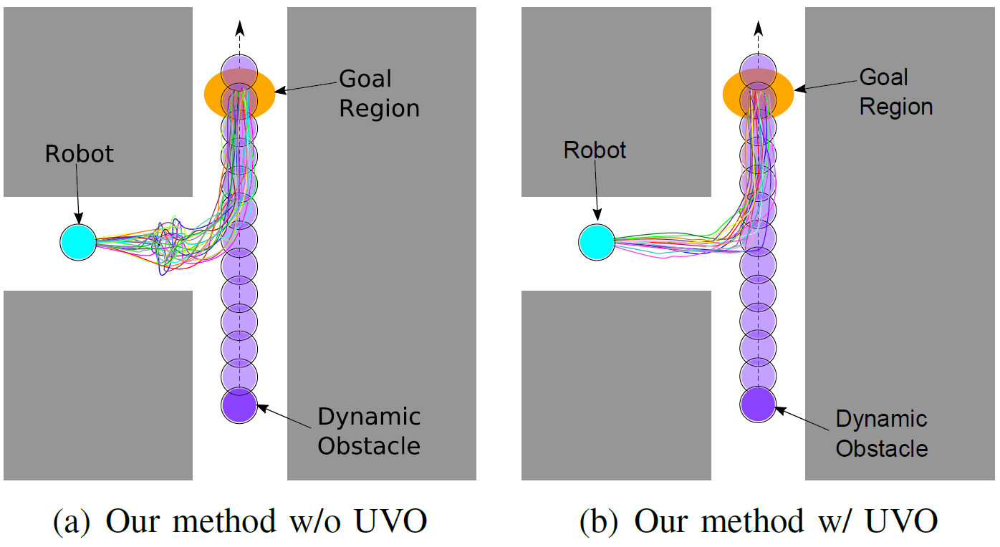 Goal
Region
Robot
Dynamic
Obstacle
(a) Our method w/o UVO
Goal
Region
Robot
Dynamic
Obstacle
(b) Our method w/ UVO